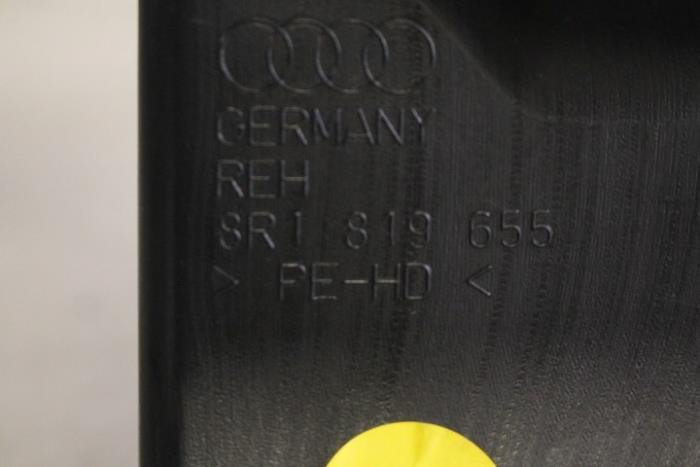 GERMANY
REH
8R1 819 655
> PE-HD <